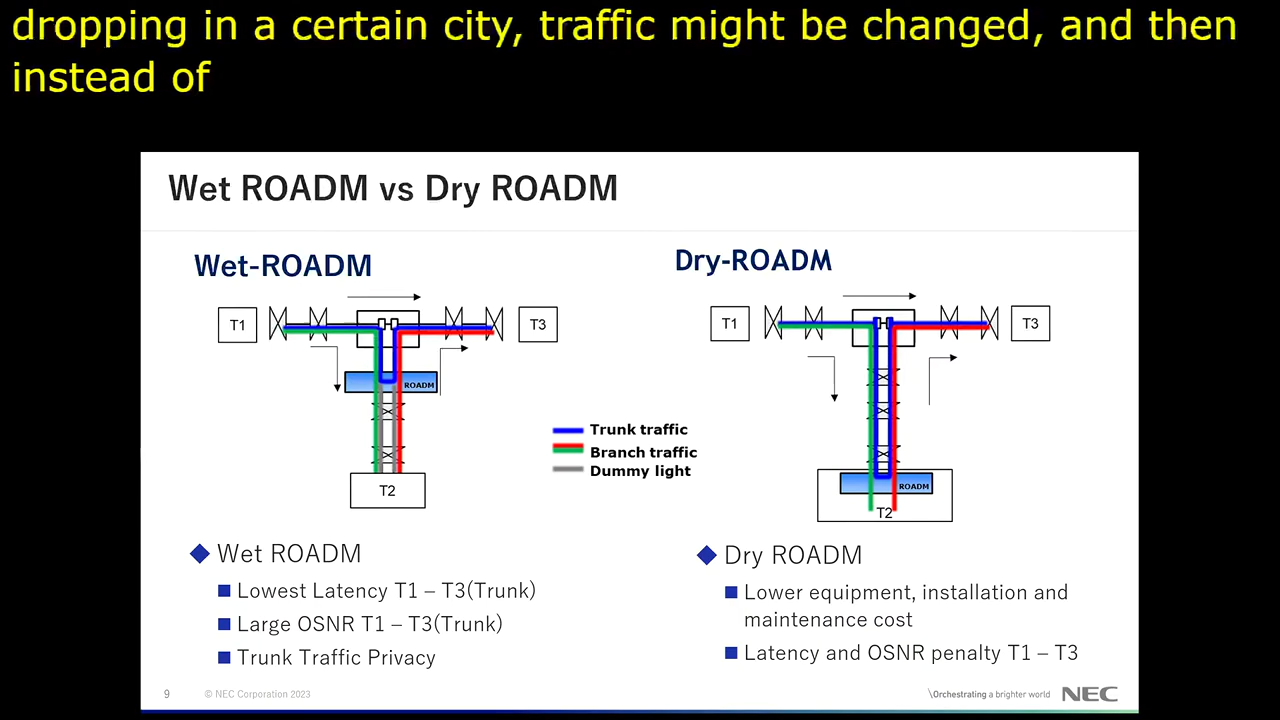 dropping in a certain city, traffic might be changed, and then
instead of
Wet ROADM vs Dry ROADM
Wet-ROADM
T1
T3
ROADM
T2
Dry-ROADM
T1
T3
ROADM
T2
Trunk traffic
Branch traffic
Dummy light
Wet ROADM
Lowest Latency T1 – T3(Trunk)
Large OSNR T1 – T3(Trunk)
Trunk Traffic Privacy
Dry ROADM
Lower equipment, installation and
maintenance cost
Latency and OSNR penalty T1 – T3
9
© NEC Corporation 2023
\Orchestrating a brighter world
NEC